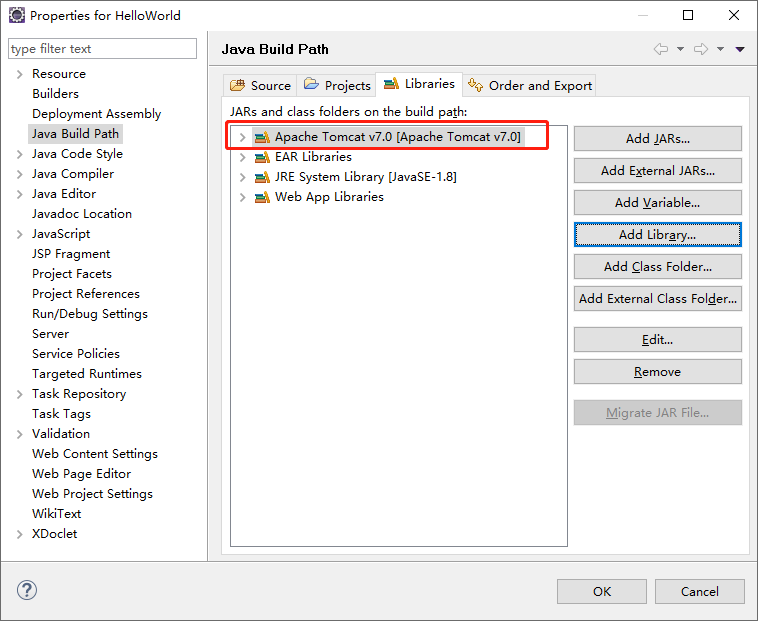 Properties for HelloWorld
type filter text
Resource
Builders
Deployment Assembly
Java Build Path
Java Code Style
Java Compiler
Java Editor
Javadoc Location
JavaScript
JSP Fragment
Project Facets
Project References
Run/Debug Settings
Server
Service Policies
Targeted Runtimes
Task Repository
Task Tags
Validation
Web Content Settings
Web Page Editor
Web Project Settings
WikiText
XDoclet
Java Build Path
Source Projects Libraries Order and Export
JARs and class folders on the build path:
Apache Tomcat v7.0 [Apache Tomcat v7.0]
EAR Libraries
JRE System Library [JavaSE-1.8]
Web App Libraries
Add JARs...
Add External JARs...
Add Variable...
Add Library...
Add Class Folder...
Add External Class Folder...
Edit...
Remove
Migrate JAR File...
?
OK Cancel